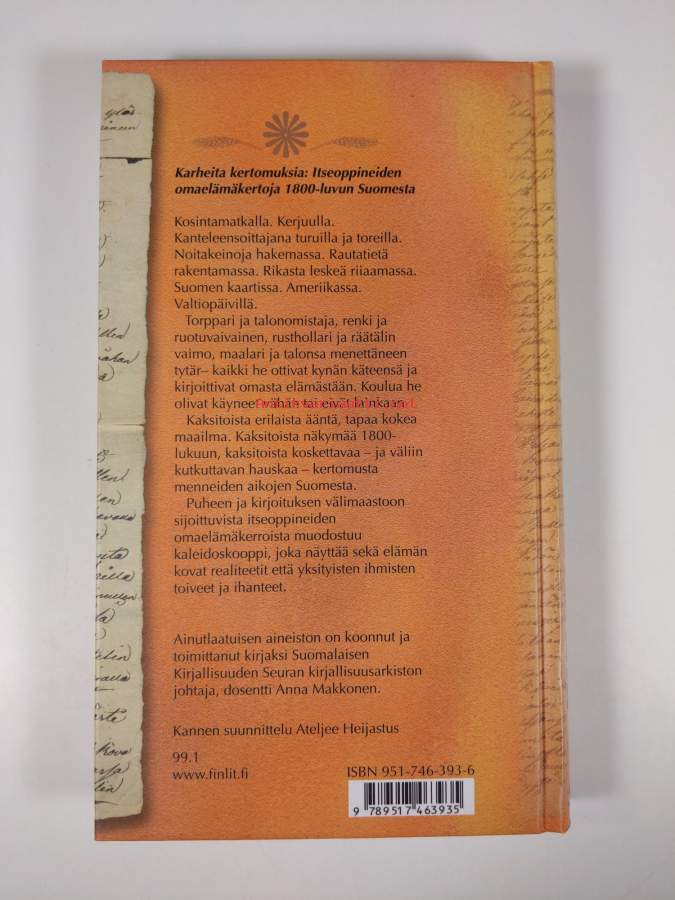 Karheita kertomuksia: Itseoppineiden
omaelämäkertoja 1800-luvun Suomesta
Kosintamatkalla. Kerjuulla.
Kanteleensoittajana turuilla ja toreilla.
Noitakeinoja hakemassa. Rautatietä
rakentamassa. Rikasta leskeä riiaamassa.
Suomen kaartissa. Ameriikassa.
Valtiopäivillä.
Torppari ja talonomistaja, renki ja
ruotuvaivainen, rusthollari ja räätälin
vaimo, maalari ja talonsa menettäneen
tytär– kaikki he ottivat kynän käteensä ja
kirjoittivat omasta elämästään. Koulua he
olivat käyneet vähän tai eivät lainkaan.
Kaksitoista erilaista ääntä, tapaa kokea
maailma. Kaksitoista näkymää 1800-
lukuun, kaksitoista koskettavaa – ja väliin
kutkuttavan hauskaa – kertomusta
menneiden aikojen Suomesta.
Puheen ja kirjoituksen välimaastoon
sijoittuvista itseoppineiden
omaelämäkerroista muodostuu
kaleidoskooppi, joka näyttää sekä elämän
kovat realiteetit että yksityisten ihmisten
toiveet ja ihanteet.
Ainutlaatuisen aineiston on koonnut ja
toimittanut kirjaksi Suomalaisen
Kirjallisuuden Seuran kirjallisuusarkiston
johtaja, dosentti Anna Makkonen.
Kannen suunnittelu Ateljee Heijastus
99.1
www.finlit.fi
ISBN 951-746-393-6
9 789517 463935